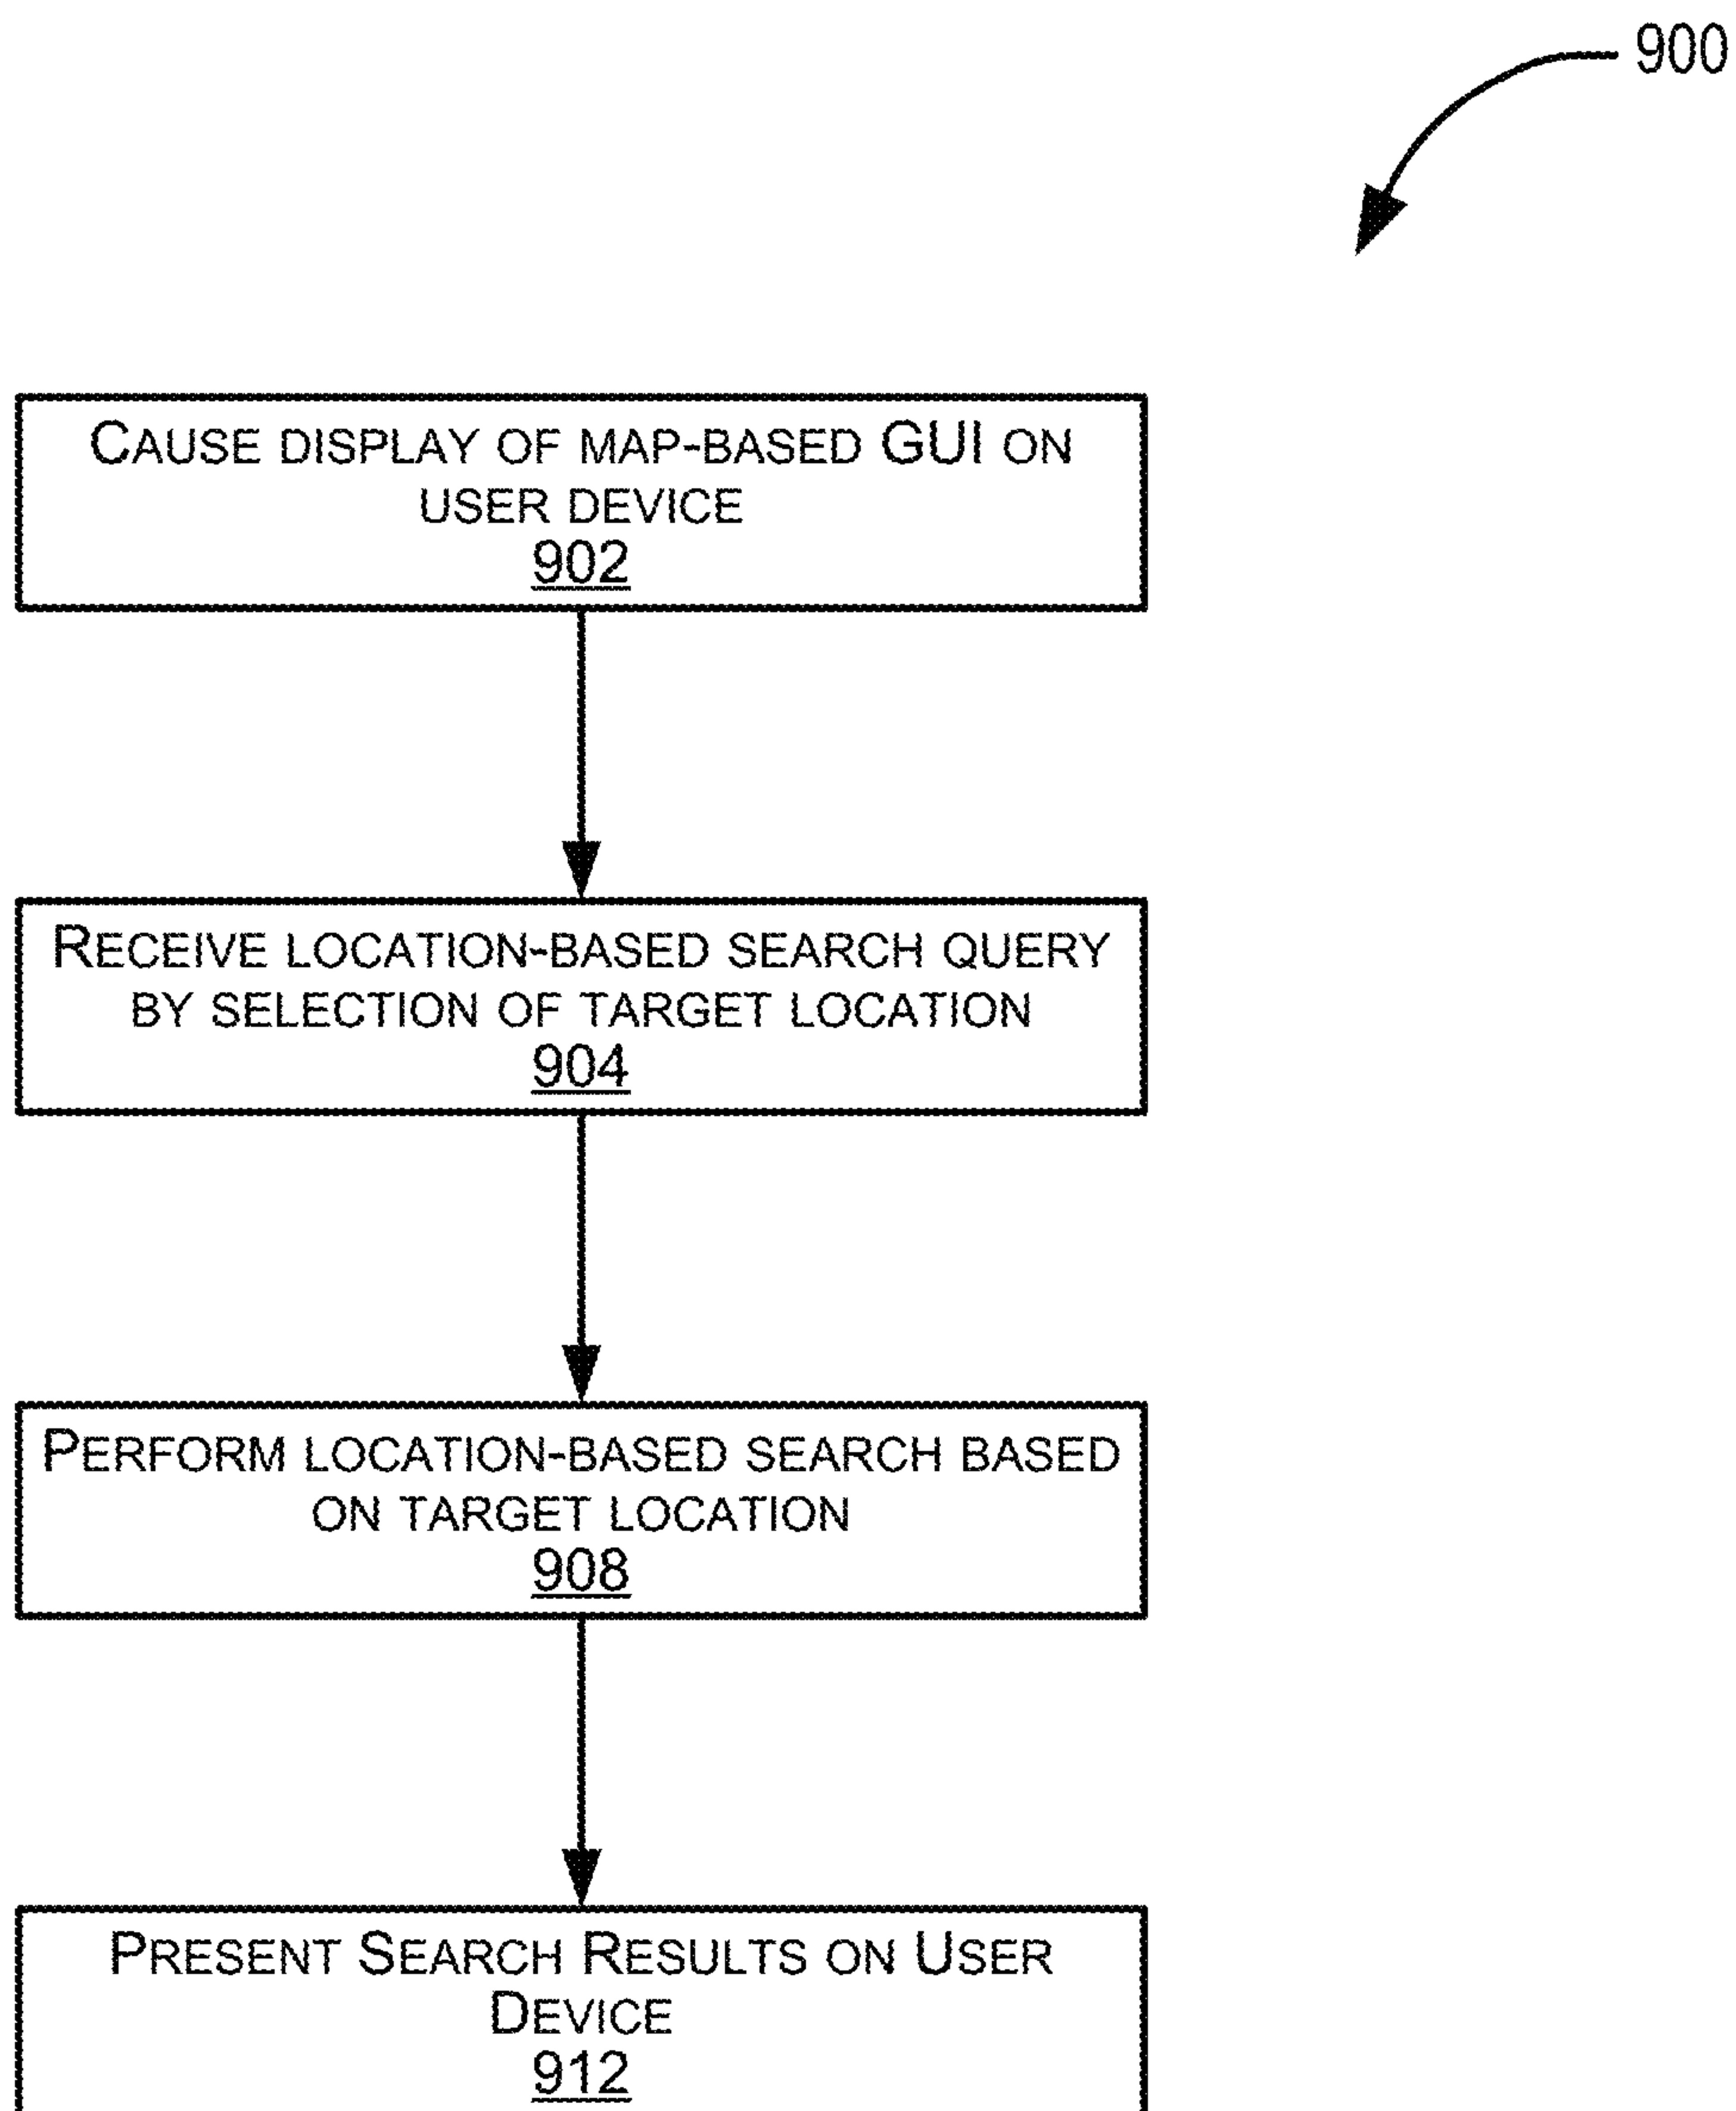 900
CAUSE DISPLAY OF MAP-BASED GUI ON
USER DEVICE
902
RECEIVE LOCATION-BASED SEARCH QUERY
BY SELECTION OF TARGET LOCATION
904
PERFORM LOCATION-BASED SEARCH BASED
ON TARGET LOCATION
908
PRESENT SEARCH RESULTS ON USER
DEVICE
912